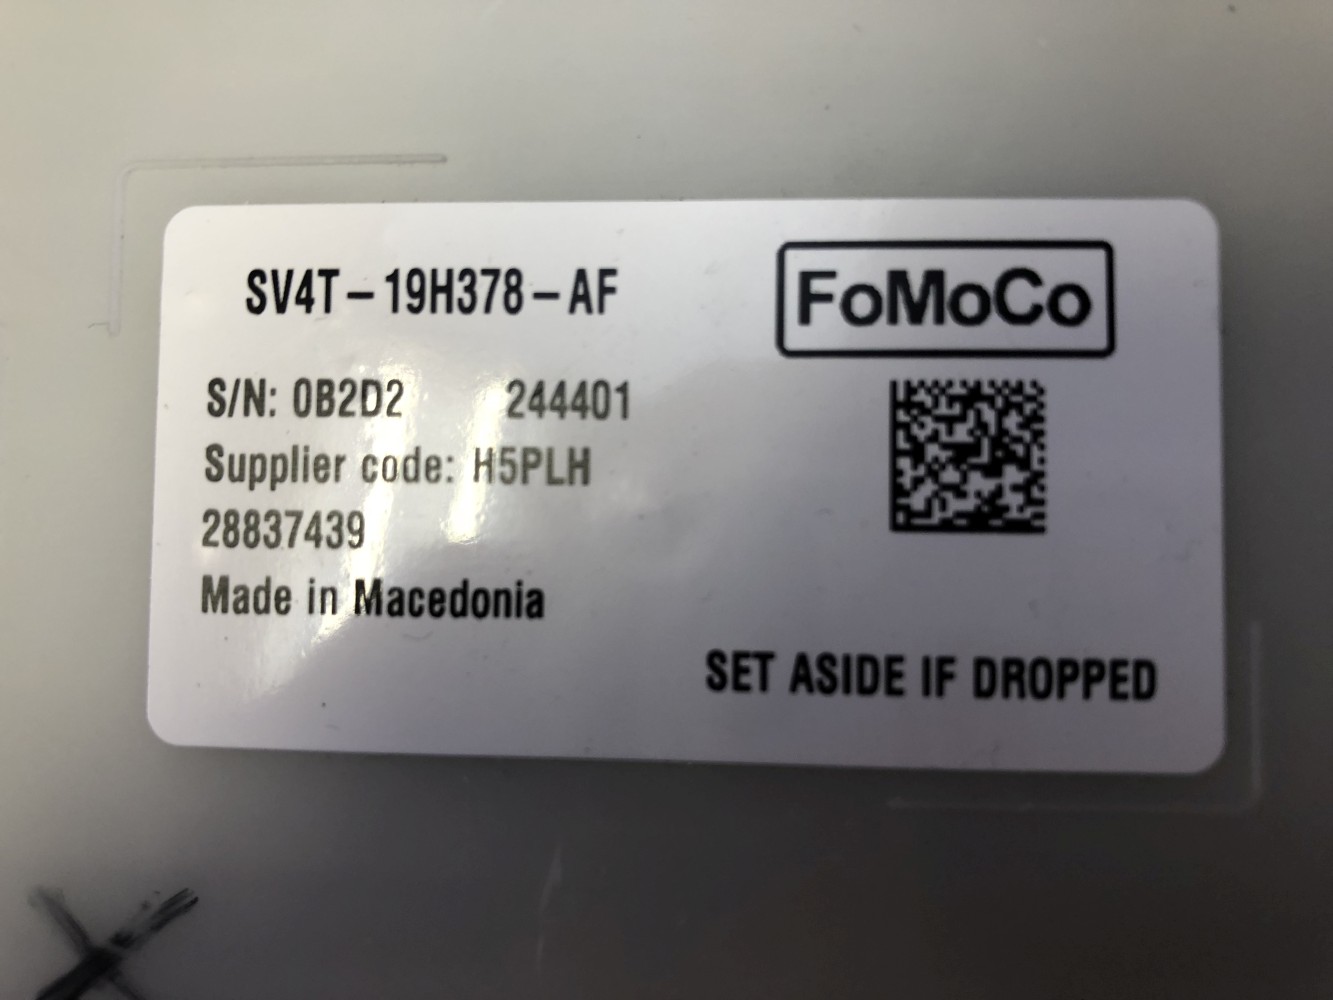 SV4T-19H378-AF
FoMoCo
S/N: 0B2D2 244401
Supplier code: H5PLH
28837439
Made in Macedonia
SET ASIDE IF DROPPED